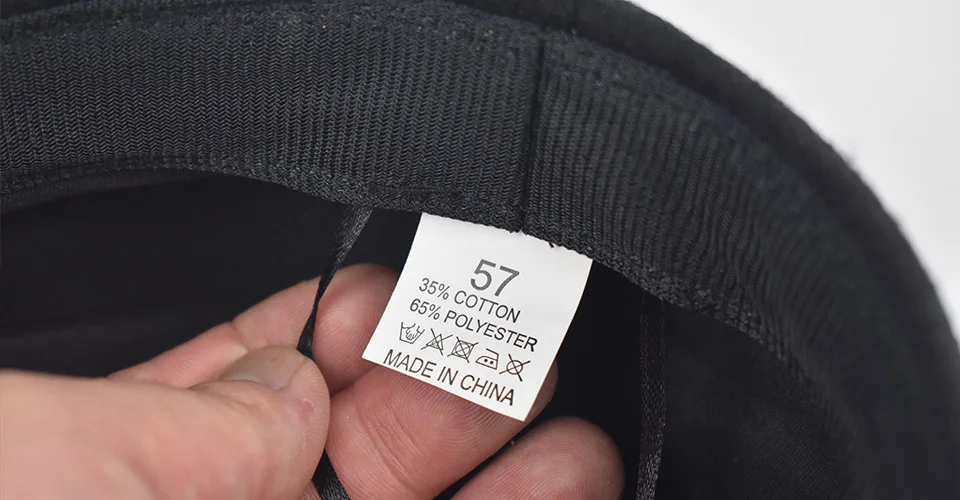 57
35% COTTON
65% POLYESTER
MADE IN CHINA